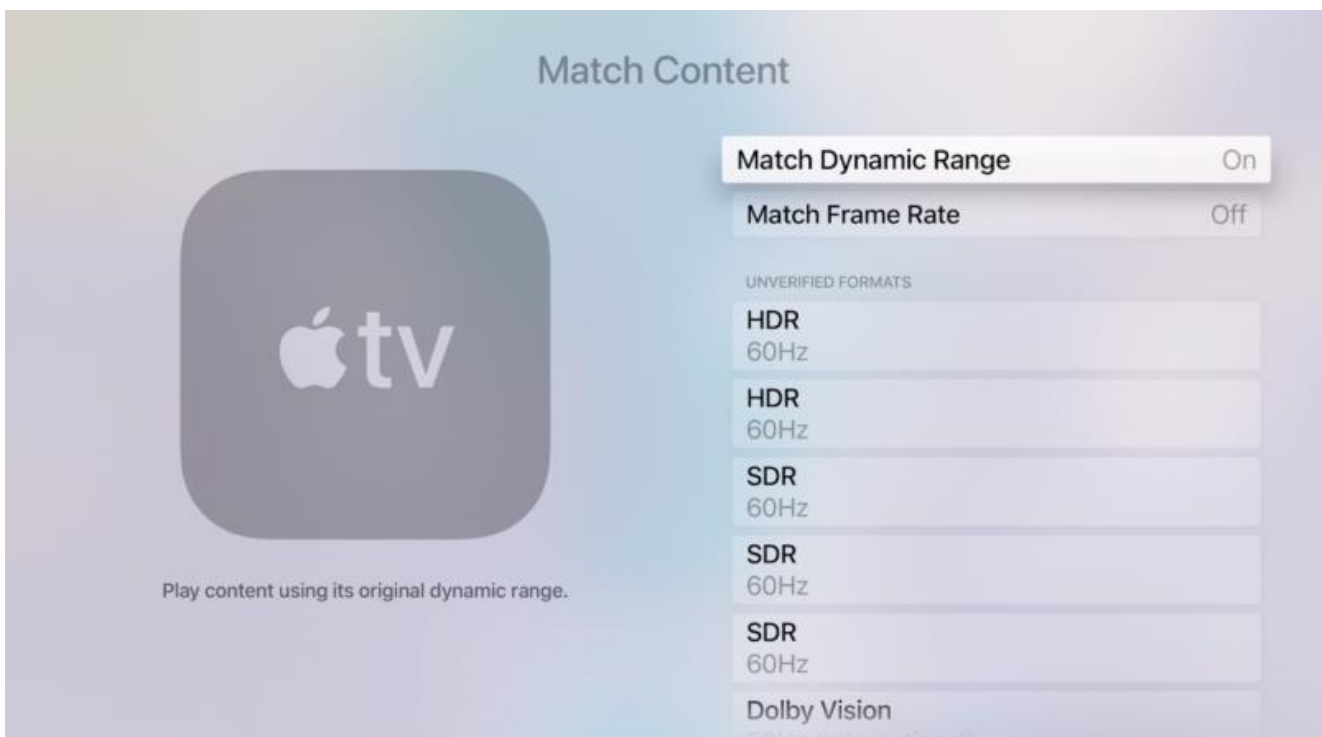 Match Content
Match Dynamic Range On
Match Frame Rate Off
tv
UNVERIFIED FORMATS
HDR
60Hz
HDR
60Hz
SDR
60Hz
SDR
60Hz
SDR
60Hz
Dolby Vision
Play content using its original dynamic range.